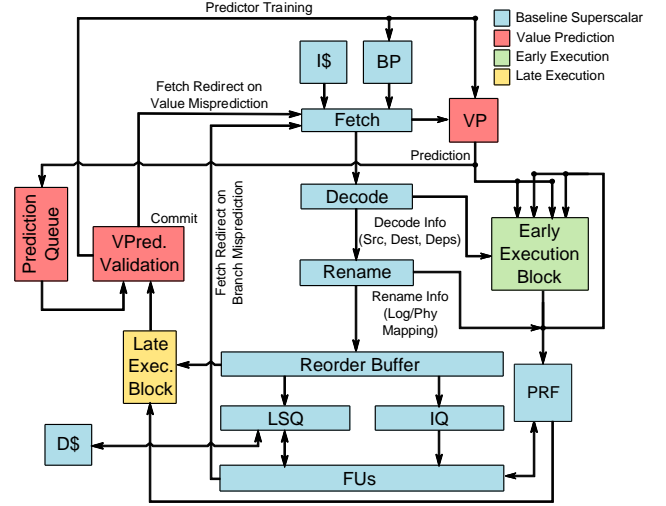 Predictor Training
Baseline Superscalar
Value Prediction
Early Execution
Late Execution
I$
BP
Fetch Redirect on
Value Misprediction
Fetch
VP
Prediction
Prediction
Queue
Commit
VPred.
Validation
Fetch Redirect on
Branch Misprediction
Decode
Decode Info
(Src, Dest, Deps)
Early
Execution
Block
Rename
Rename Info
(Log/Phy
Mapping)
Late
Exec.
Block
Reorder Buffer
PRF
LSQ
IQ
D$
FUs